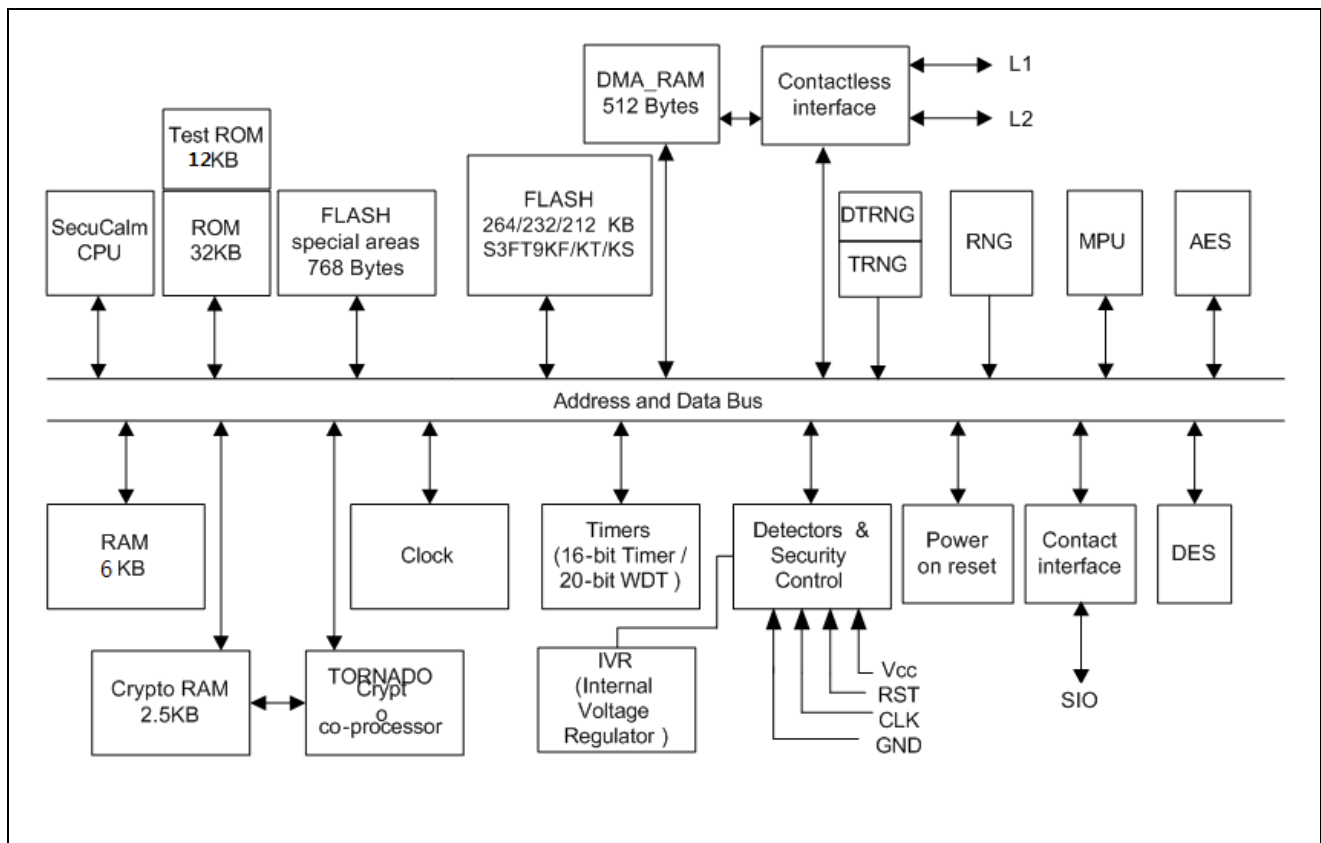 DMA_RAM
512 Bytes
Contactless
interface
L1
L2
Test ROM
12KB
SecuCalm
CPU
ROM
32KB
FLASH
special areas
768 Bytes
FLASH
264/232/212 KB
S3FT9KF/KT/KS
DTRNG
TRNG
RNG
MPU
AES
Address and Data Bus
RAM
6 KB
Clock
Timers
(16-bit Timer /
20-bit WDT )
Detectors &
Security
Control
Power
on reset
Contact
interface
DES
Crypto RAM
2.5KB
TORNADO
Crypt
o
co-processor
IVR
(Internal
Voltage
Regulator )
Vcc
RST
CLK
GND
SIO